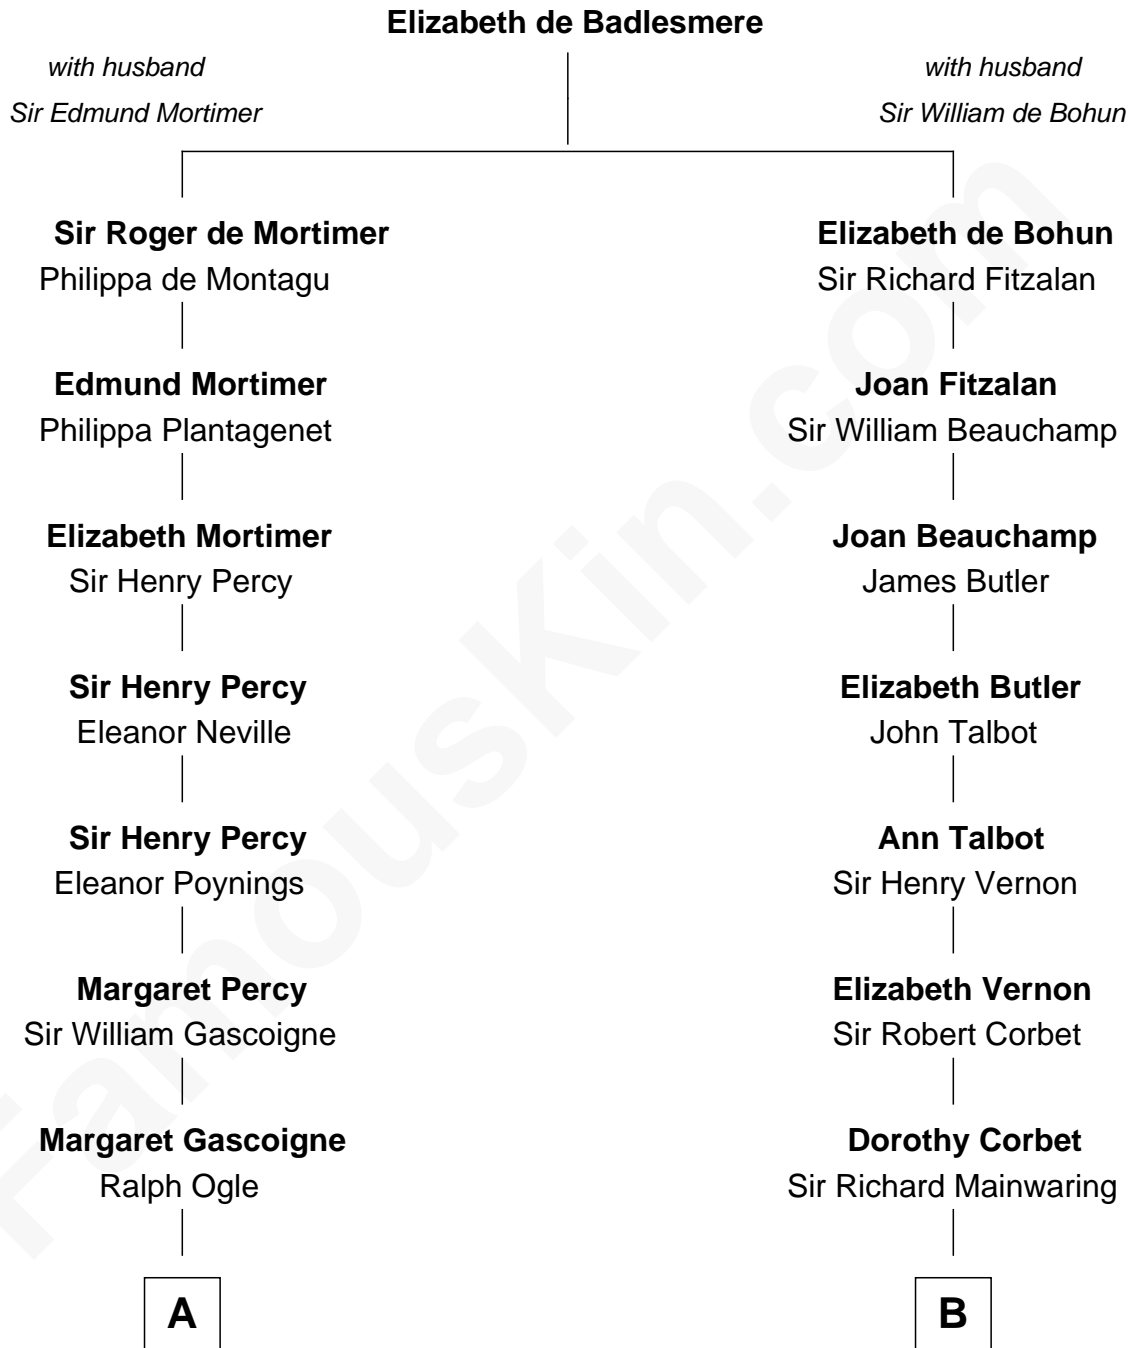 Elizabeth de Badlesmere
with husband
Sir Edmund Mortimer
with husband
Sir William de Bohun
Sir Roger de Mortimer
Philippa de Montagu
Elizabeth de Bohun
Sir Richard Fitzalan
Edmund Mortimer
Philippa Plantagenet
Joan Fitzalan
Sir William Beauchamp
Elizabeth Mortimer
Sir Henry Percy
Joan Beauchamp
James Butler
Sir Henry Percy
Eleanor Neville
Elizabeth Butler
John Talbot
Sir Henry Percy
Eleanor Poynings
Ann Talbot
Sir Henry Vernon
Margaret Percy
Sir William Gascoigne
Elizabeth Vernon
Sir Robert Corbet
Margaret Gascoigne
Ralph Ogle
Dorothy Corbet
Sir Richard Mainwaring
A
B
FamousKin.com